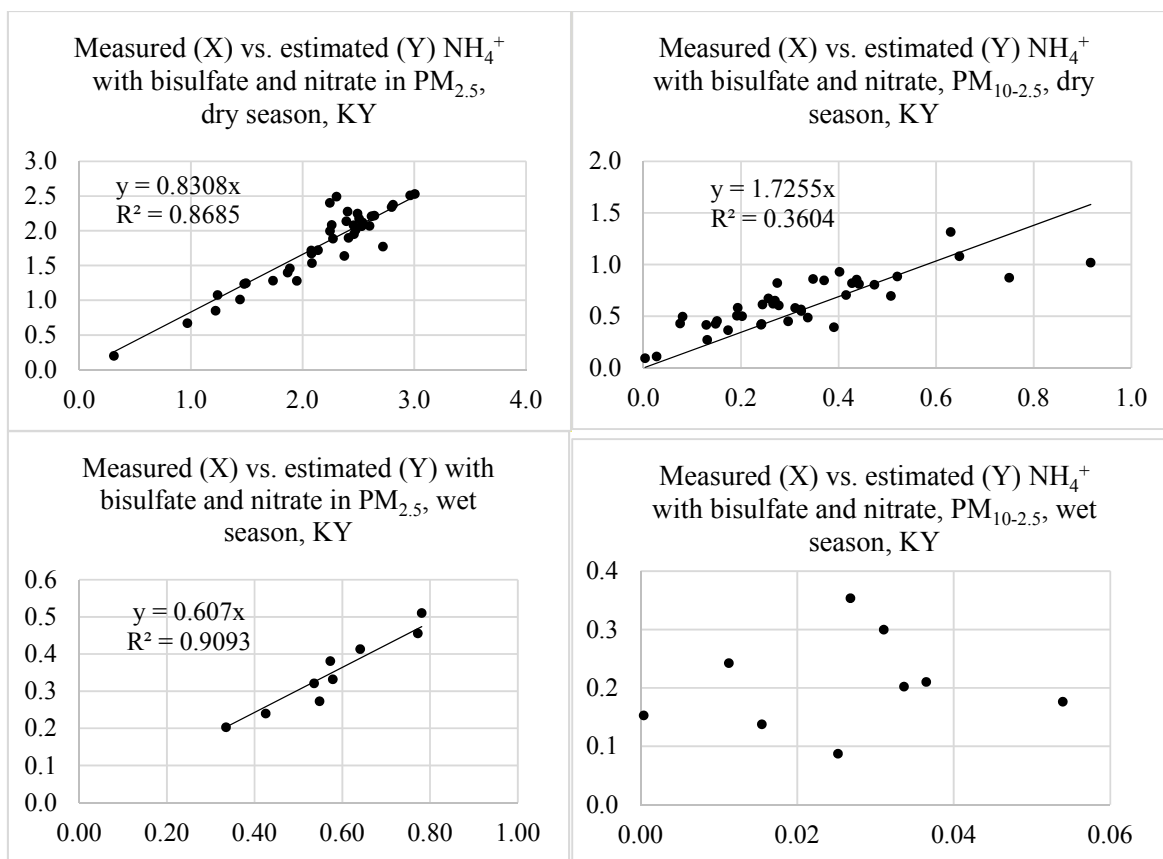 Measured (X) vs. estimated (Y) NH₄⁺
with bisulfate and nitrate in PM₂.₅,
dry season, KY
3.0
2.5
2.0
1.5
1.0
0.5
0.0
y = 0.8308x
R² = 0.8685
0.0 1.0 2.0 3.0 4.0
Measured (X) vs. estimated (Y) NH₄⁺
with bisulfate and nitrate, PM₁₀₋₂.₅, dry
season, KY
2.0
1.5
1.0
0.5
0.0
y = 1.7255x
R² = 0.3604
0.0 0.2 0.4 0.6 0.8 1.0
Measured (X) vs. estimated (Y) with
bisulfate and nitrate in PM₂.₅, wet
season, KY
0.6
0.5
0.4
0.3
0.2
0.1
0.0
y = 0.607x
R² = 0.9093
0.00 0.20 0.40 0.60 0.80 1.00
Measured (X) vs. estimated (Y) NH₄⁺
with bisulfate and nitrate, PM₁₀₋₂.₅, wet
season, KY
0.4
0.3
0.2
0.1
0.0
0.00 0.02 0.04 0.06